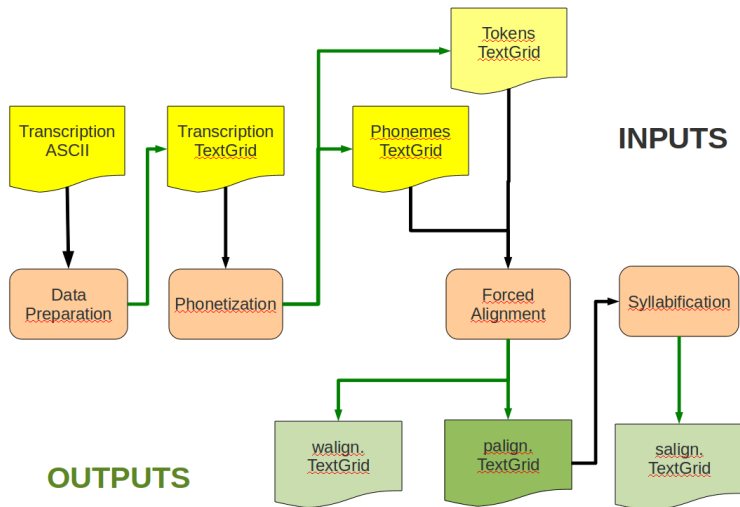 Tokens
TextGrid
Transcription
ASCII
Transcription
TextGrid
Phonemes
TextGrid
INPUTS
Data
Preparation
Phonetization
Forced
Alignment
Syllabification
walign.
TextGrid
palign.
TextGrid
salign.
TextGrid
OUTPUTS